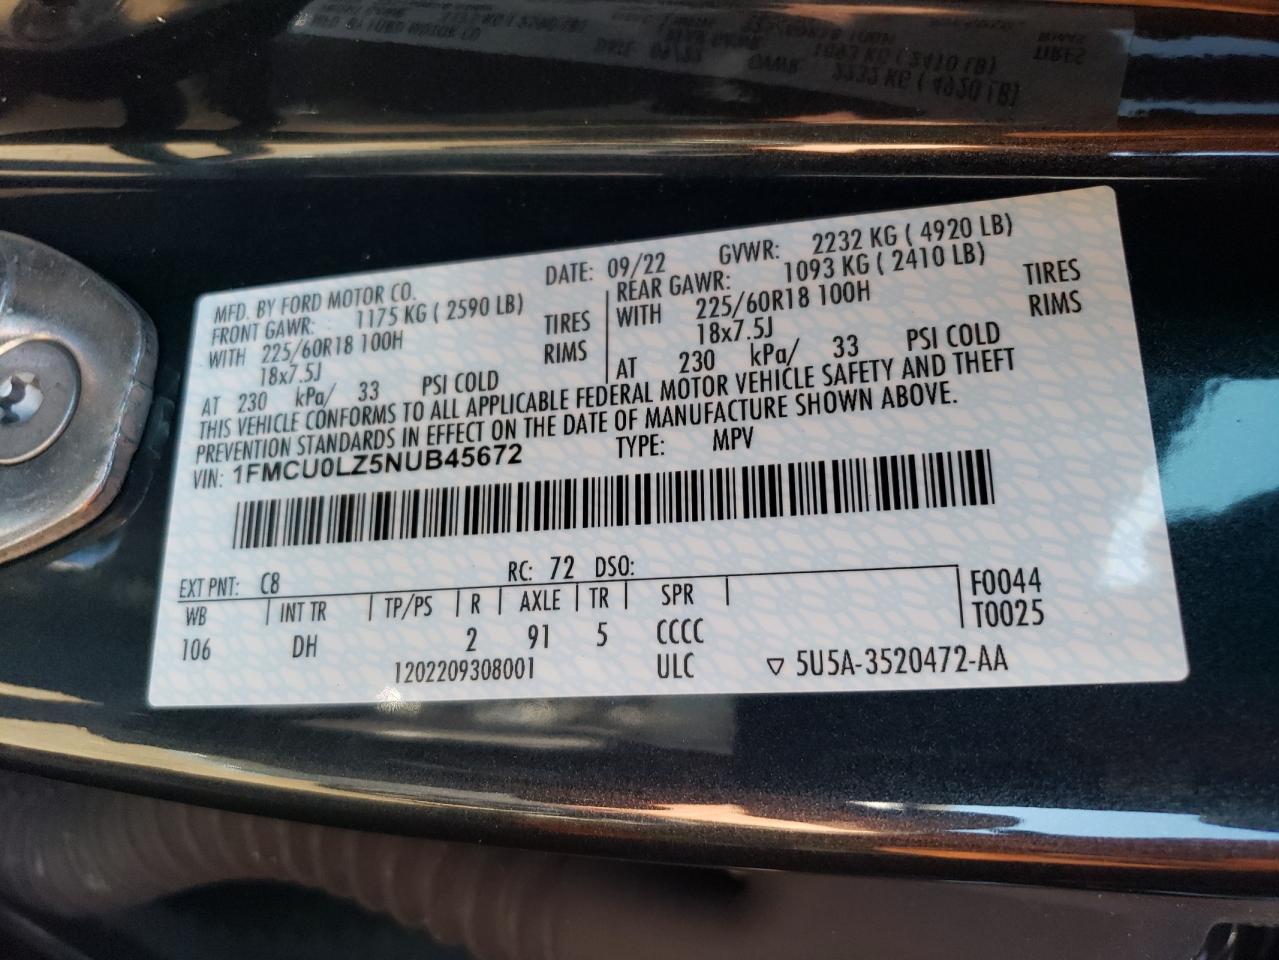 MFD. BY FORD MOTOR CO.
DATE: 09/22 GVWR: 2232 KG ( 4920 LB)
FRONT GAWR: 1175 KG ( 2590 LB)
WITH 225/60R18 100H TIRES
18x7.5J RIMS
AT 230 kPa/ 33 PSI COLD
REAR GAWR: 1093 KG ( 2410 LB)
WITH 225/60R18 100H TIRES
18x7.5J RIMS
AT 230 kPa/ 33 PSI COLD
THIS VEHICLE CONFORMS TO ALL APPLICABLE FEDERAL MOTOR VEHICLE SAFETY AND THEFT
PREVENTION STANDARDS IN EFFECT ON THE DATE OF MANUFACTURE SHOWN ABOVE.
VIN: 1FMCU0LZ5NUB45672 TYPE: MPV
EXT PNT: C8 RC: 72 DSO:
WB INT TR TP/PS R AXLE TR SPR F0044
106 DH 2 91 5 CCCC T0025
1202209308001 ULC ▽ 5U5A-3520472-AA